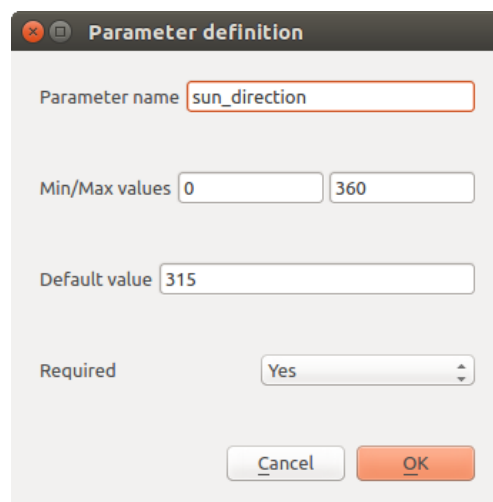 Parameter definition
Parameter name sun_direction
Min/Max values 0 360
Default value 315
Required Yes
Cancel OK